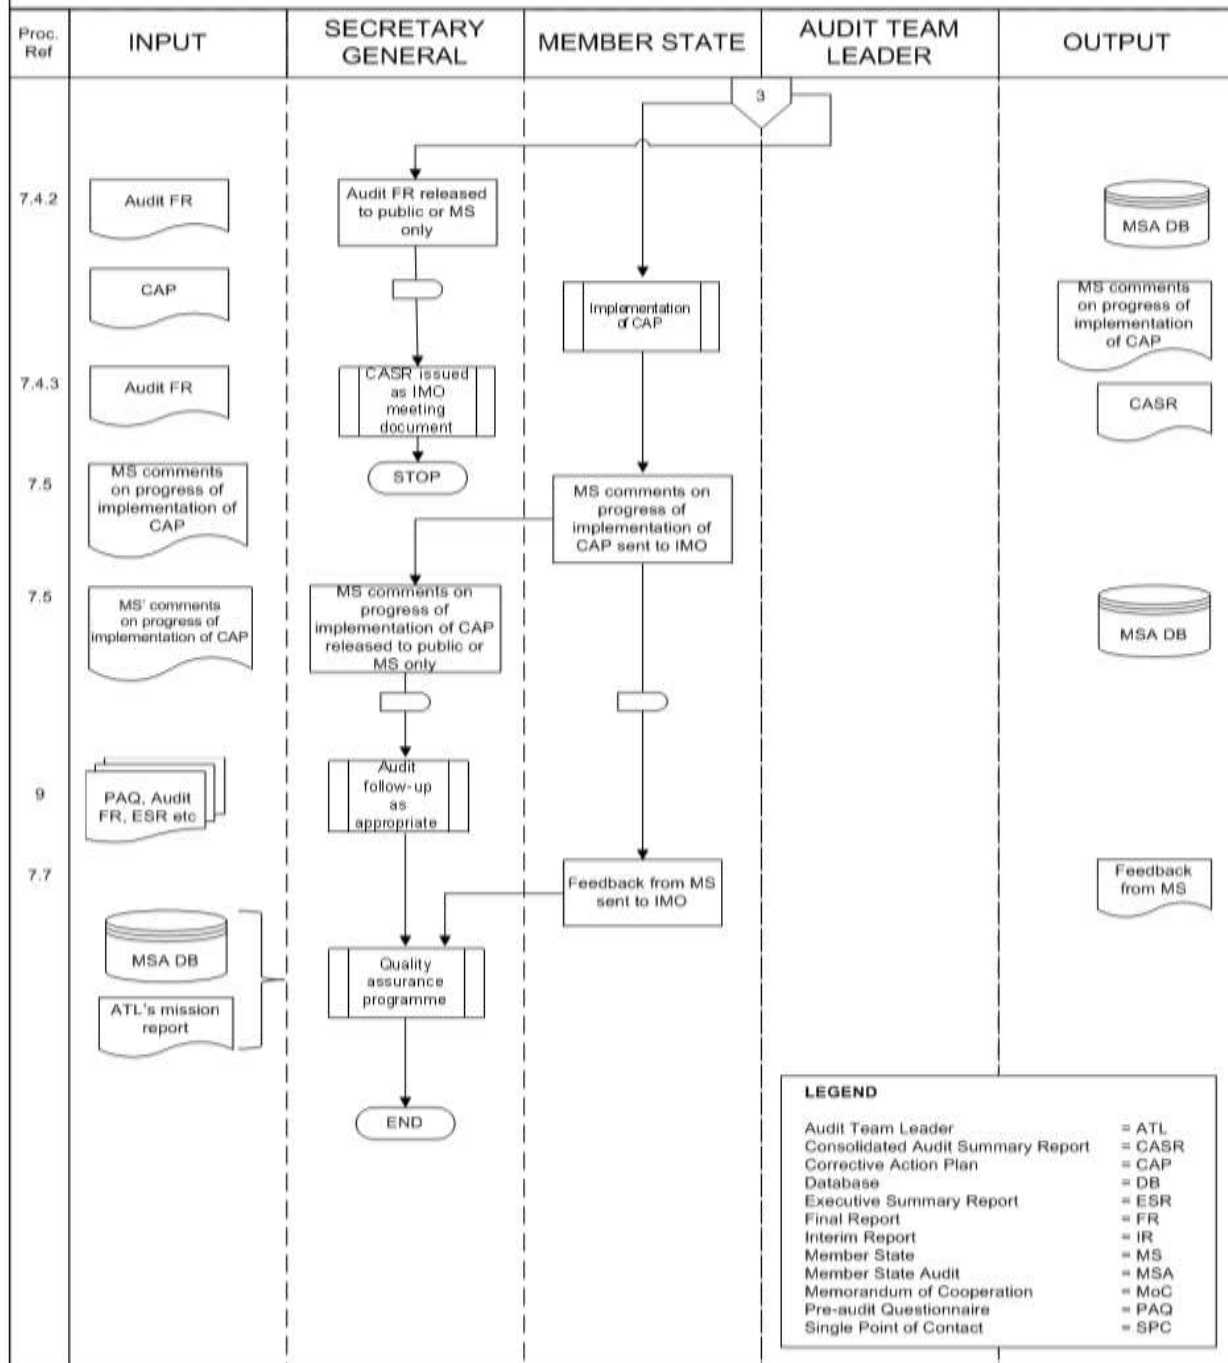 Proc.
Ref
INPUT
SECRETARY
GENERAL
MEMBER STATE
AUDIT TEAM
LEADER
OUTPUT
3
7.4.2
Audit FR
Audit FR released
to public or MS
only
MSA DB
CAP
Implementation
of CAP
MS comments
on progress of
implementation
of CAP
7.4.3
Audit FR
CASR issued
as IMO
meeting
document
CASR
STOP
7.5
MS comments
on progress of
implementation of
CAP
MS comments on
progress of
implementation of
CAP sent to IMO
7.5
MS' comments
on progress of
implementation of CAP
MS comments on
progress of
implementation of CAP
released to public or
MS only
MSA DB
9
PAQ, Audit
FR, ESR etc
Audit
follow-up
as
appropriate
7.7
Feedback from MS
sent to IMO
Feedback
from MS
MSA DB
ATL's mission
report
Quality
assurance
programme
END
LEGEND
Audit Team Leader = ATL
Consolidated Audit Summary Report = CASR
Corrective Action Plan = CAP
Database = DB
Executive Summary Report = ESR
Final Report = FR
Interim Report = IR
Member State = MS
Member State Audit = MSA
Memorandum of Cooperation = MoC
Pre-audit Questionnaire = PAQ
Single Point of Contact = SPC